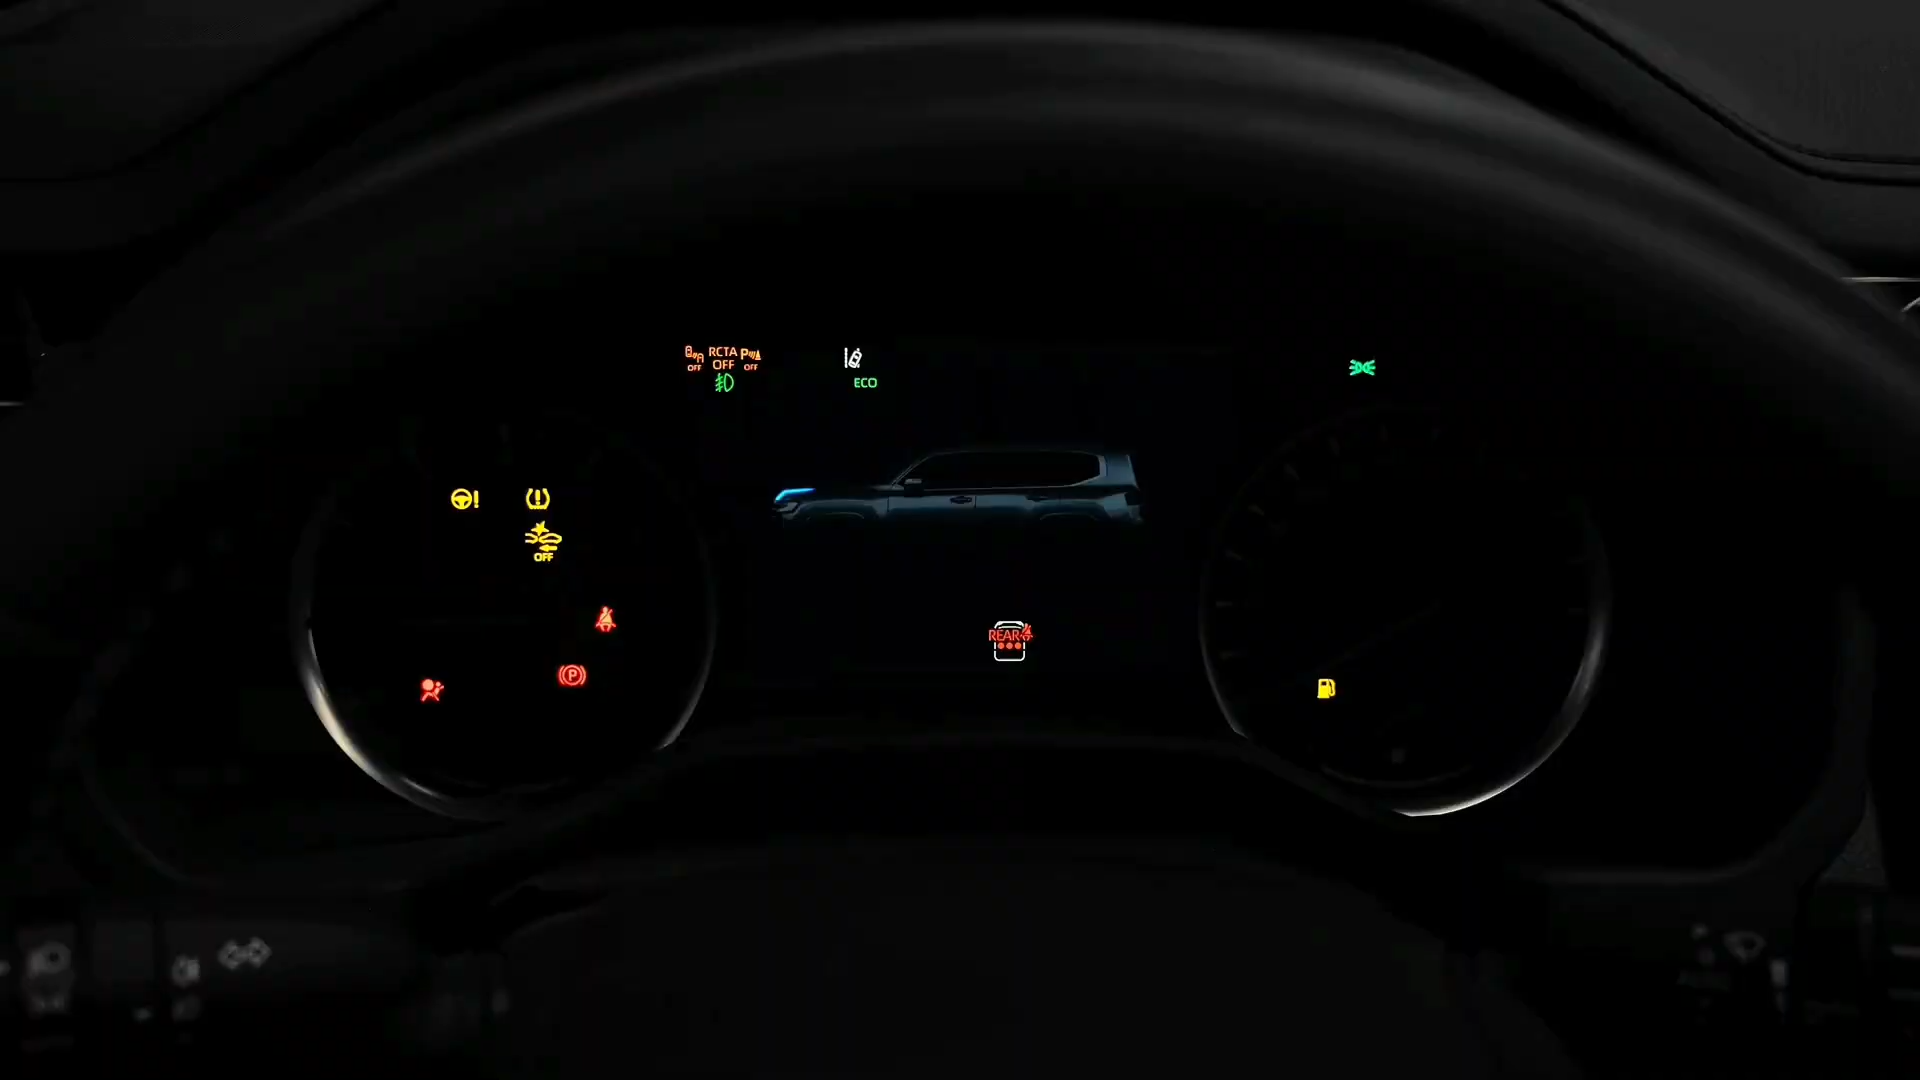 RCTA P
OFF OFF OFF
ECO
OFF
REAR
P